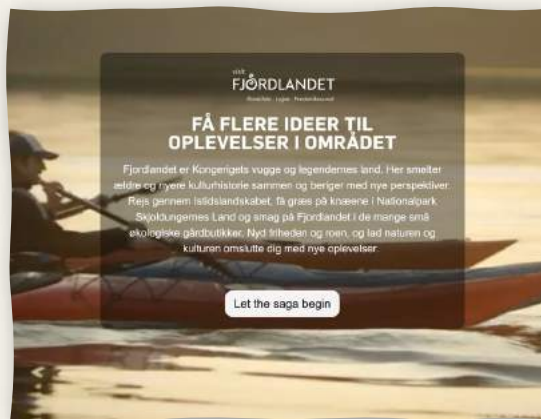 visit
FJORDLANDET
Roskilde Lejre Frederikssund
FÅ FLERE IDEER TIL
OPLEVELSER I OMRÅDET
Fjordlandet er Kongerigets vugge og legendernes land. Her smelter
ældre og nyere kulturhistorie sammen og beriger med nye perspektiver.
Rejs gennem Istidslandskabet, få græs på knæene i Nationalpark
Skjoldungernes Land og smag på Fjordlandet i de mange små
økologiske gårdbutikker. Nyd friheden og roen, og lad naturen og
kulturen omslutte dig med nye oplevelser.
Let the saga begin